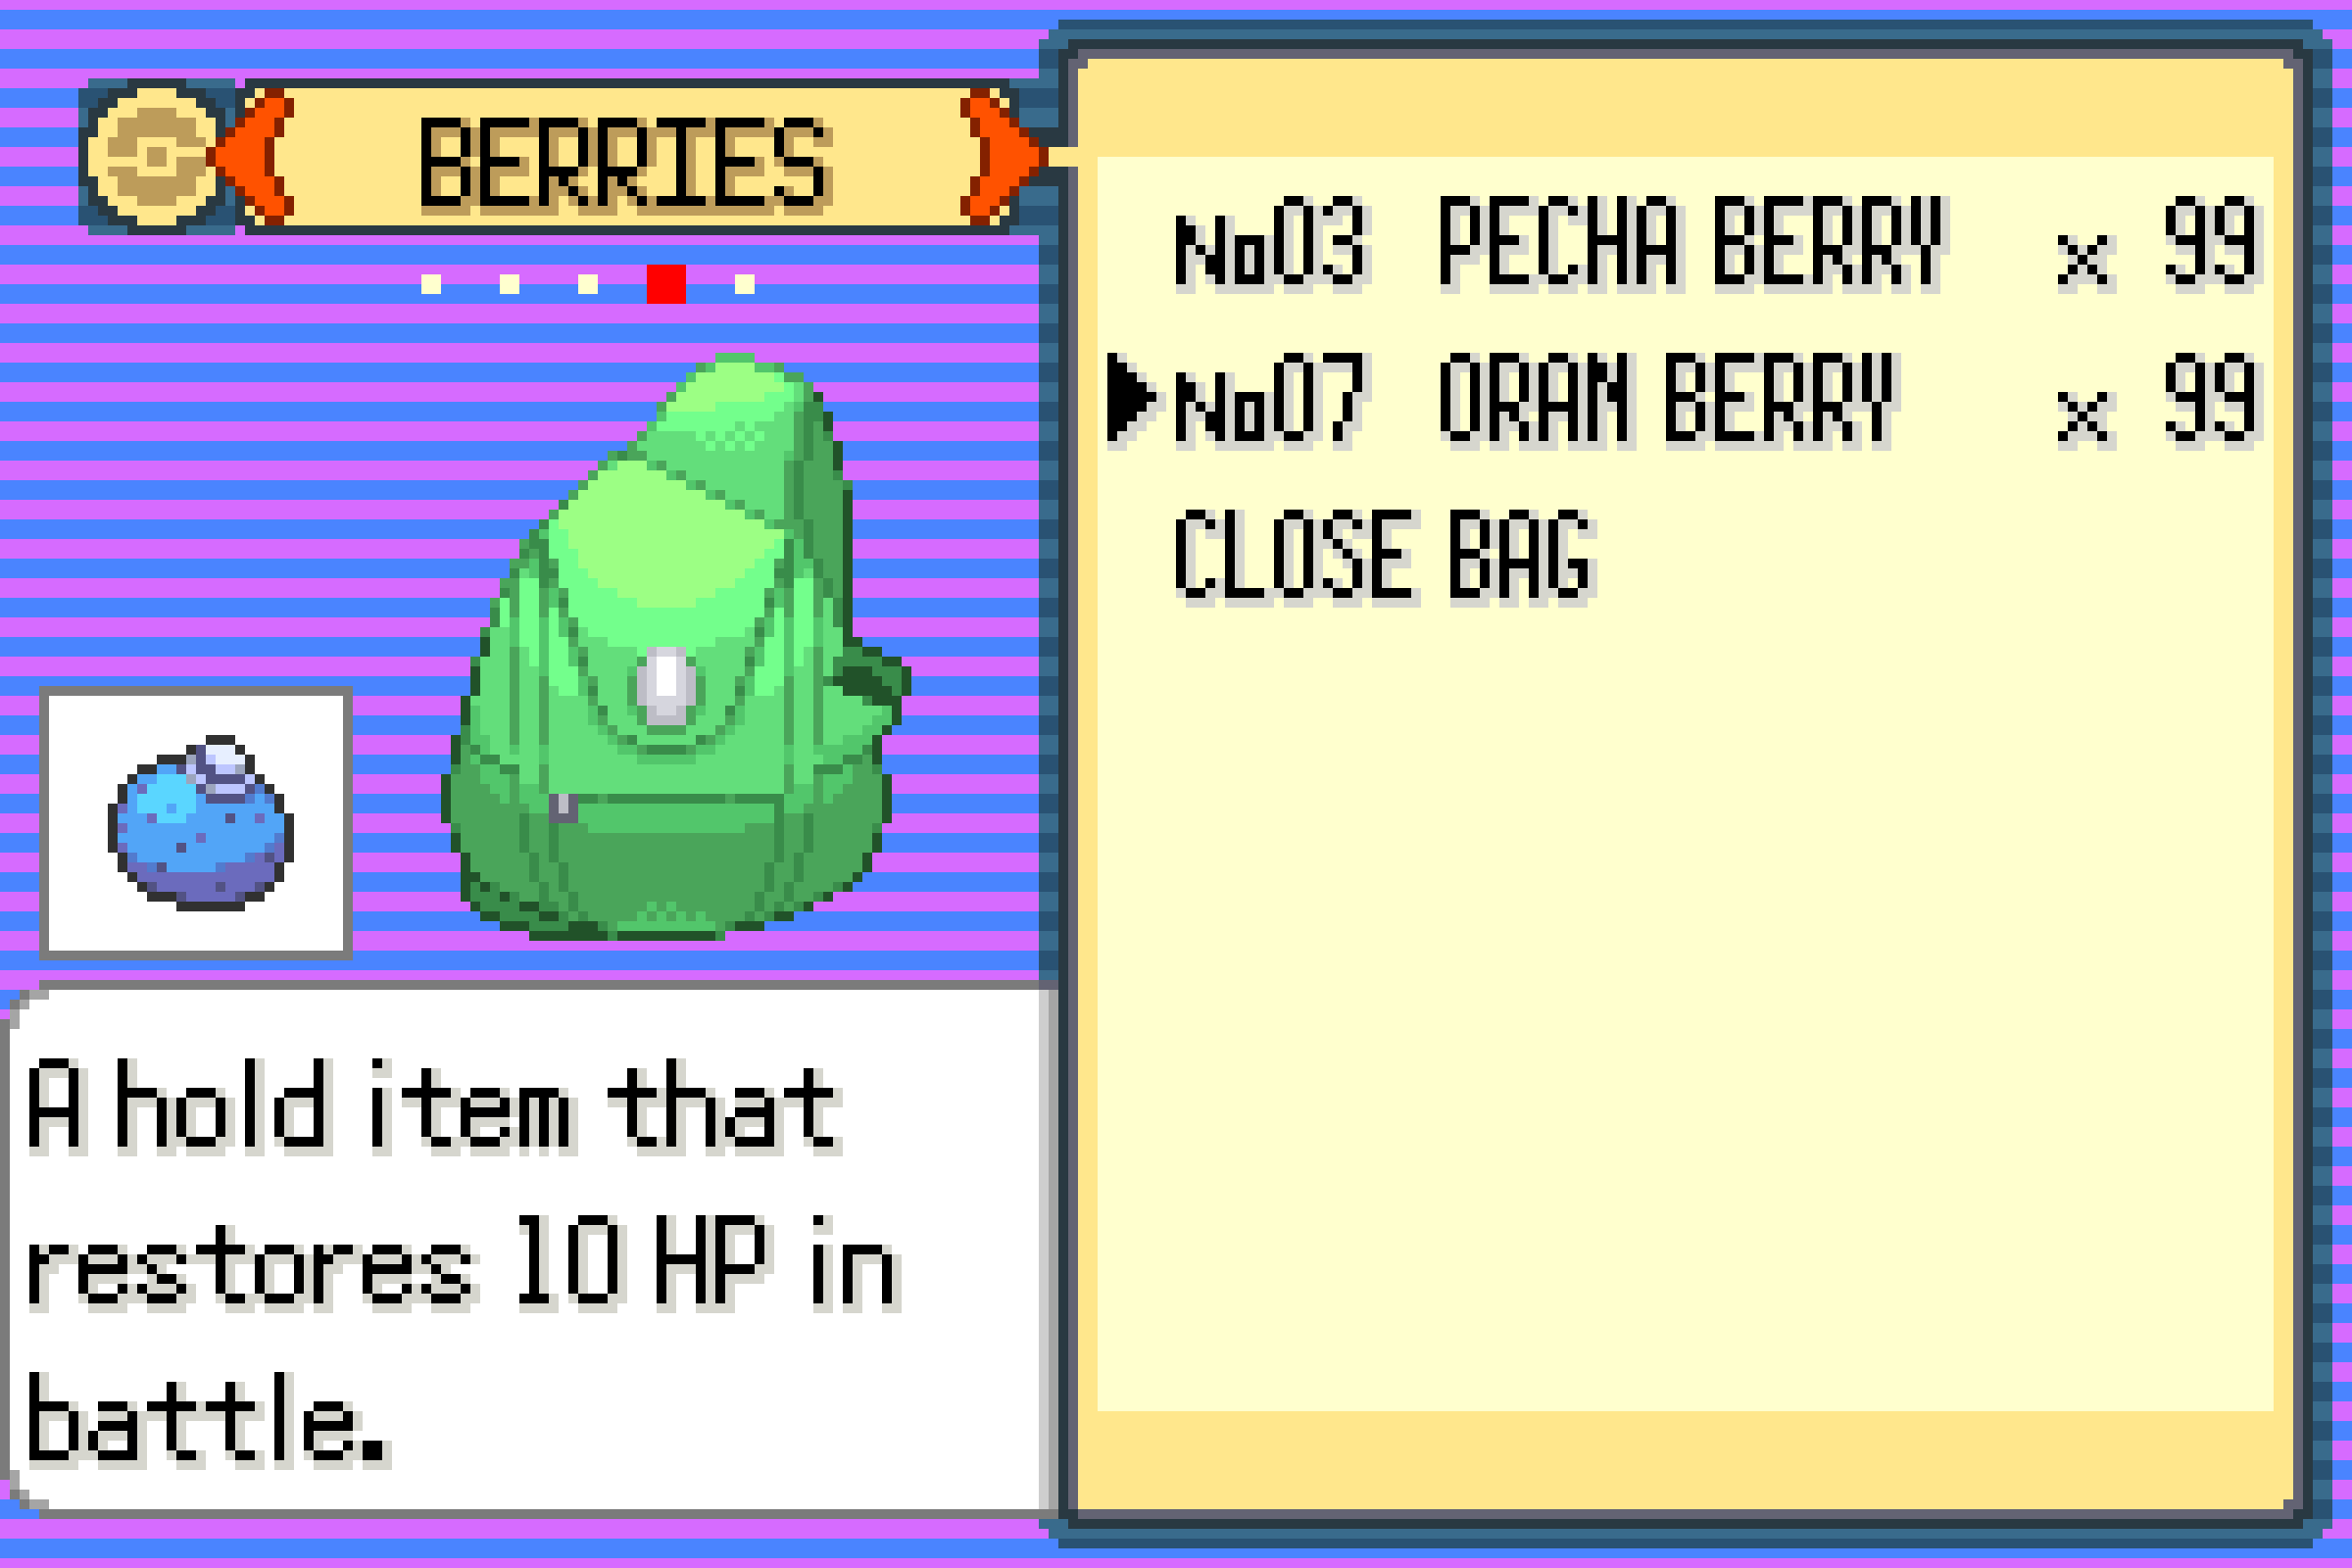 BERRIES
No03 PECHA BERRY x 99
▶No07 ORAN BERRY x 99
CLOSE BAG
A hold item that
restores 10 HP in
battle.